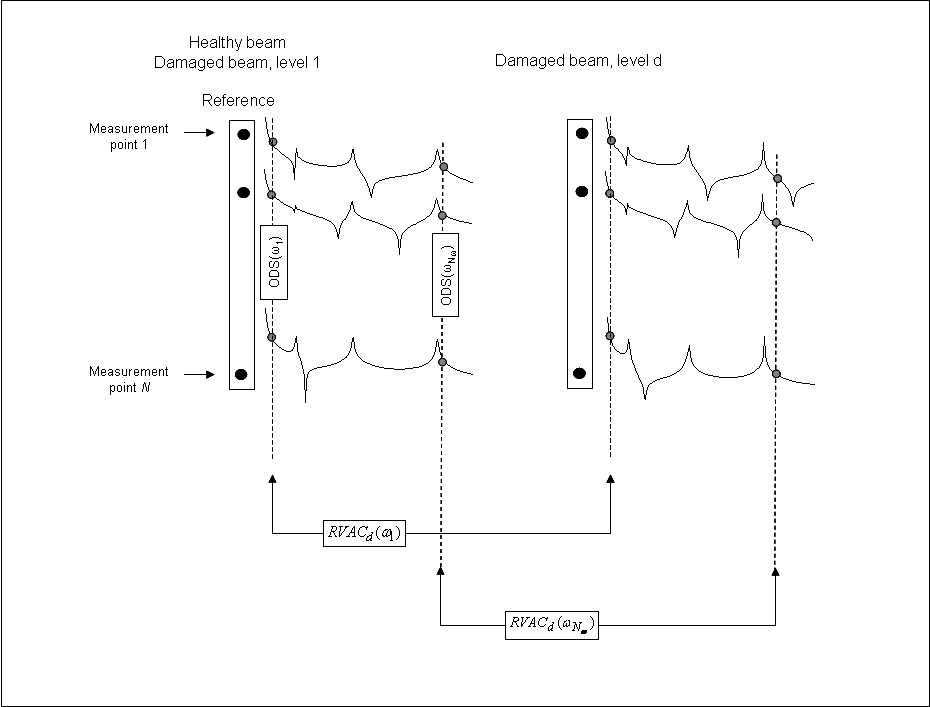 Healthy beam
Damaged beam, level 1
Damaged beam, level d
Reference
Measurement
point 1
ODS(ω1)
ODS(ωNω)
Measurement
point N
RVACd(ω1)
RVACd(ωNω)